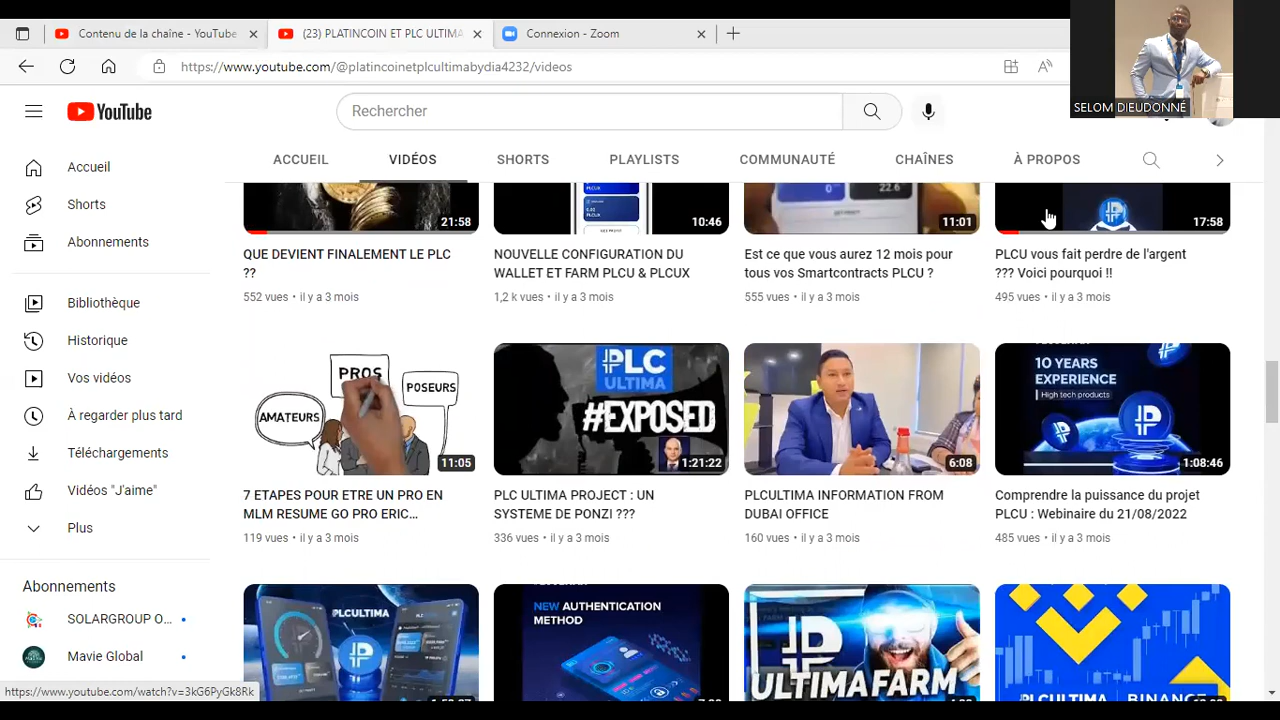 Contenu de la chaîne - YouTube
(23) PLATINCOIN ET PLC ULTIMA
Connexion - Zoom
https://www.youtube.com/@platincoinetplcultimabydia4232/videos
SELOM DIEUDONNÉ
YouTube
Rechercher
ACCUEIL
VIDÉOS
SHORTS
PLAYLISTS
COMMUNAUTÉ
CHAÎNES
À PROPOS
Accueil
Shorts
Abonnements
Bibliothèque
Historique
Vos vidéos
À regarder plus tard
Téléchargements
Vidéos "J'aime"
Plus
Abonnements
SOLARGROUP O...
Mavie Global
https://www.youtube.com/watch?v=3kG6PyGk8Rk
21:58
QUE DEVIENT FINALEMENT LE PLC
??
552 vues • il y a 3 mois
PLCUX
10:46
NOUVELLE CONFIGURATION DU
WALLET ET FARM PLCU & PLCUX
1,2 k vues • il y a 3 mois
0
22.6
11:01
Est ce que vous aurez 12 mois pour
tous vos Smartcontracts PLCU ?
555 vues • il y a 3 mois
17:58
PLCU vous fait perdre de l'argent
??? Voici pourquoi !!
495 vues • il y a 3 mois
PROS
POSEURS
AMATEURS
11:05
7 ETAPES POUR ETRE UN PRO EN
MLM RESUME GO PRO ERIC...
119 vues • il y a 3 mois
PLC
ULTIMA
#EXPOSED
1:21:22
PLC ULTIMA PROJECT : UN
SYSTEME DE PONZI ???
336 vues • il y a 3 mois
6:08
PLCULTIMA INFORMATION FROM
DUBAI OFFICE
160 vues • il y a 3 mois
10 YEARS
EXPERIENCE
High tech products
1:08:46
Comprendre la puissance du projet
PLCU : Webinaire du 21/08/2022
485 vues • il y a 3 mois
PLCULTIMA
PLC
NEW AUTHENTICATION
METHOD
ULTIMA FARM
PLCULTIMA
BINANCE